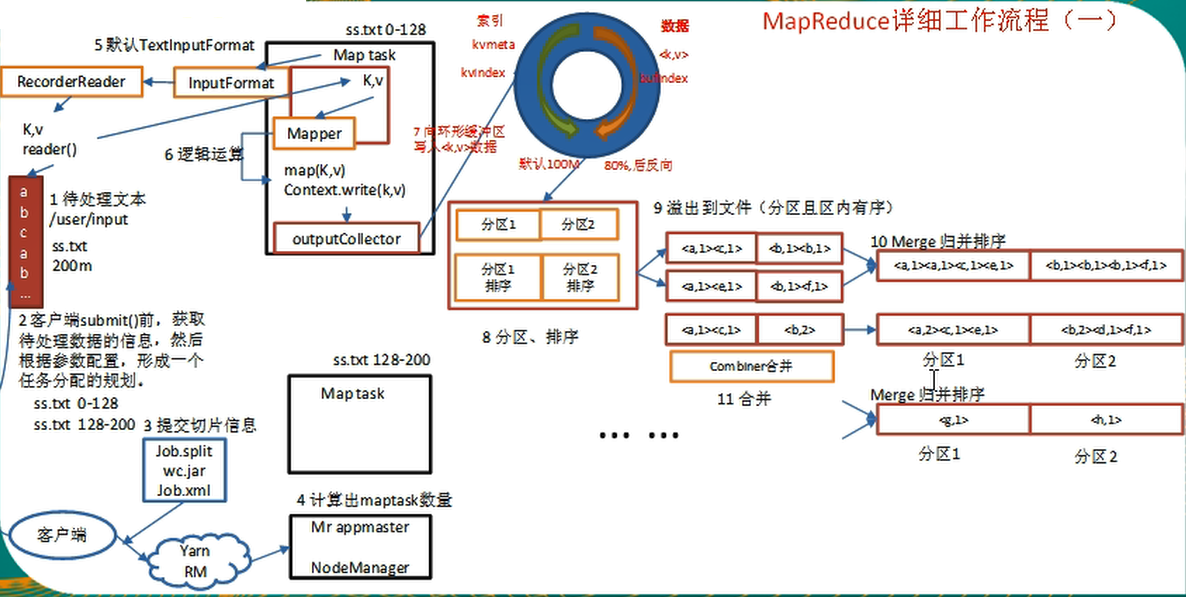 MapReduce详细工作流程（一）
5 默认TextInputFormat
RecorderReader
InputFormat
K,v
reader()
ss.txt 0-128
Map task
K,v
Mapper
6 逻辑运算
map(K,v)
Context.write(k,v)
outputCollector
a
b
c
a
b
...
1 待处理文本
/user/input
ss.txt
200m
2 客户端submit()前，获取
待处理数据的信息，然后
根据参数配置，形成一个
任务分配的规划。
ss.txt 0-128
ss.txt 128-200
3 提交切片信息
Job.split
wc.jar
Job.xml
客户端
Yarn
RM
4 计算出maptask数量
Mr appmaster
NodeManager
ss.txt 128-200
Map task
索引
kvmeta
kvindex
数据
<k,v>
bufindex
7 向环形缓冲区
写入<k,v>数据
默认100M
80%,后反向
分区1
分区2
分区1
排序
分区2
排序
8 分区、排序
9 溢出到文件（分区且区内有序）
<a,1><c,1>
<b,1><b,1>
<a,1><e,1>
<b,1><f,1>
10 Merge 归并排序
<a,1><a,1><c,1><e,1>
<b,1><b,1><b,1><f,1>
<a,1><c,1>
<b,2>
<a,2><c,1><e,1>
<b,2><d,1><f,1>
分区1
分区2
Combiner合并
11 合并
Merge 归并排序
<g,1>
<h,1>
分区1
分区2
... ...